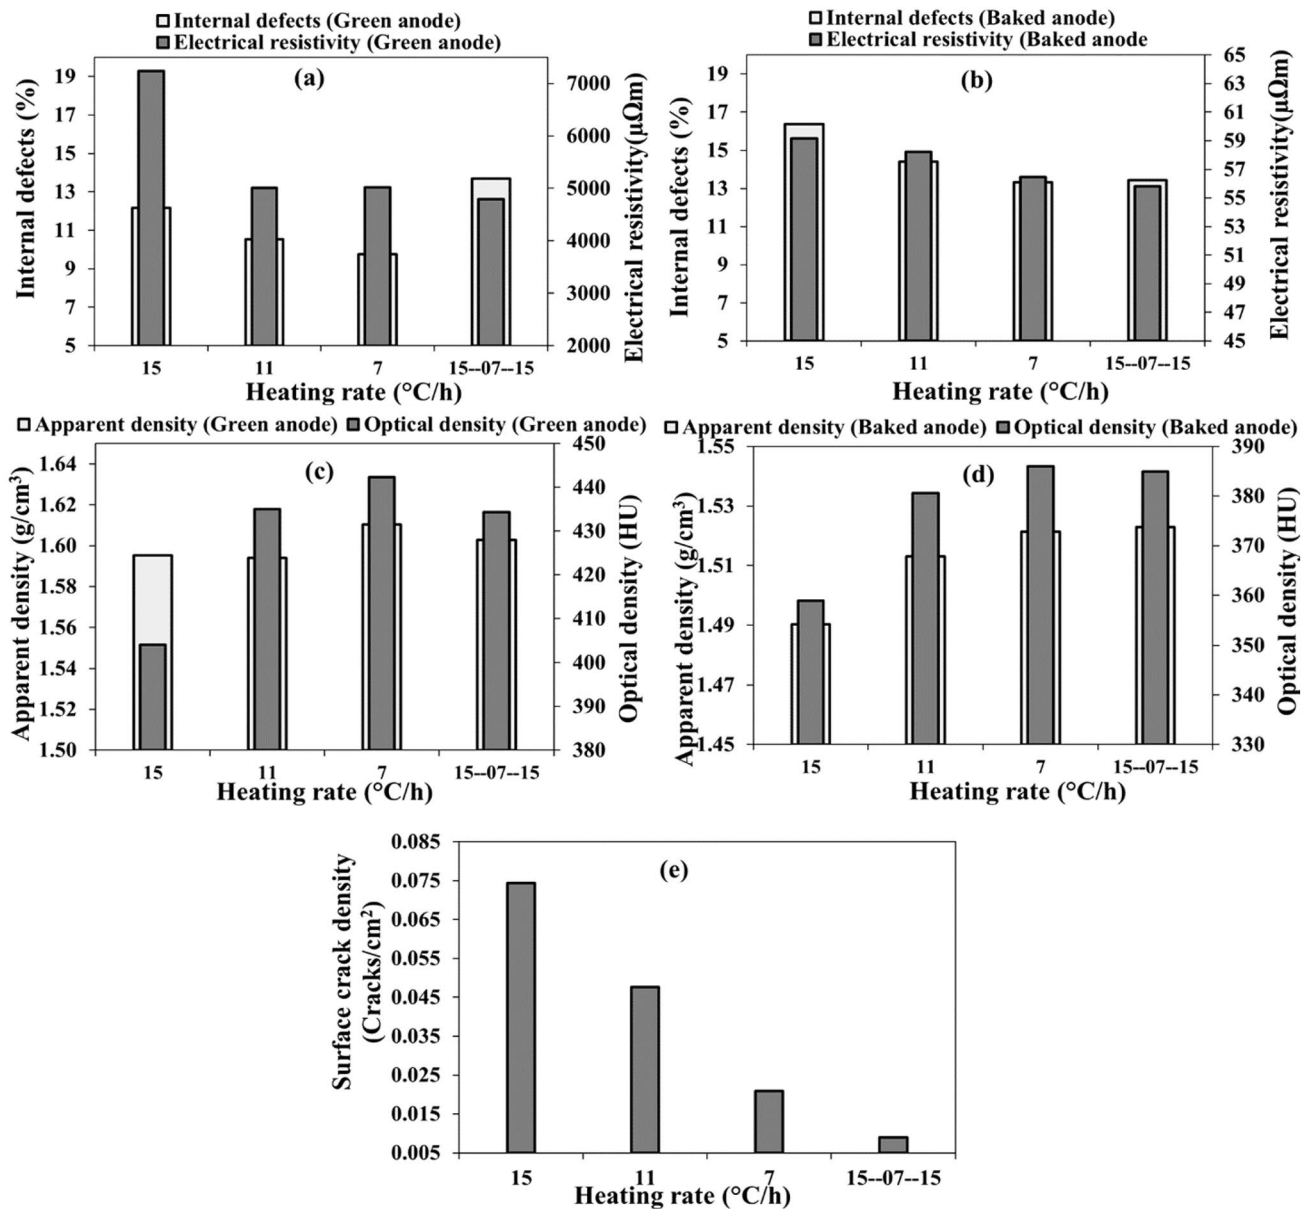 Internal defects (Green anode)
Electrical resistivity (Green anode)
(a)
Internal defects (%)
19
17
15
13
11
9
7
5
Electrical resistivity(μΩm)
7000
6000
5000
4000
3000
2000
15 11 7 15--07--15
Heating rate (°C/h)
Internal defects (Baked anode)
Electrical resistivity (Baked anode
(b)
Internal defects (%)
19
17
15
13
11
9
7
5
Electrical resistivity(μΩm)
65
63
61
59
57
55
53
51
49
47
45
15 11 7 15--07--15
Heating rate (°C/h)
Apparent density (Green anode) Optical density (Green anode)
(c)
Apparent density (g/cm³)
1.64
1.62
1.60
1.58
1.56
1.54
1.52
1.50
Optical density (HU)
450
440
430
420
410
400
390
380
15 11 7 15--07--15
Heating rate (°C/h)
Apparent density (Baked anode) Optical density (Baked anode)
(d)
Apparent density (g/cm³)
1.55
1.53
1.51
1.49
1.47
1.45
Optical density (HU)
390
380
370
360
350
340
330
15 11 7 15--07--15
Heating rate (°C/h)
(e)
Surface crack density
(Cracks/cm²)
0.085
0.075
0.065
0.055
0.045
0.035
0.025
0.015
0.005
15 11 7 15--07--15
Heating rate (°C/h)